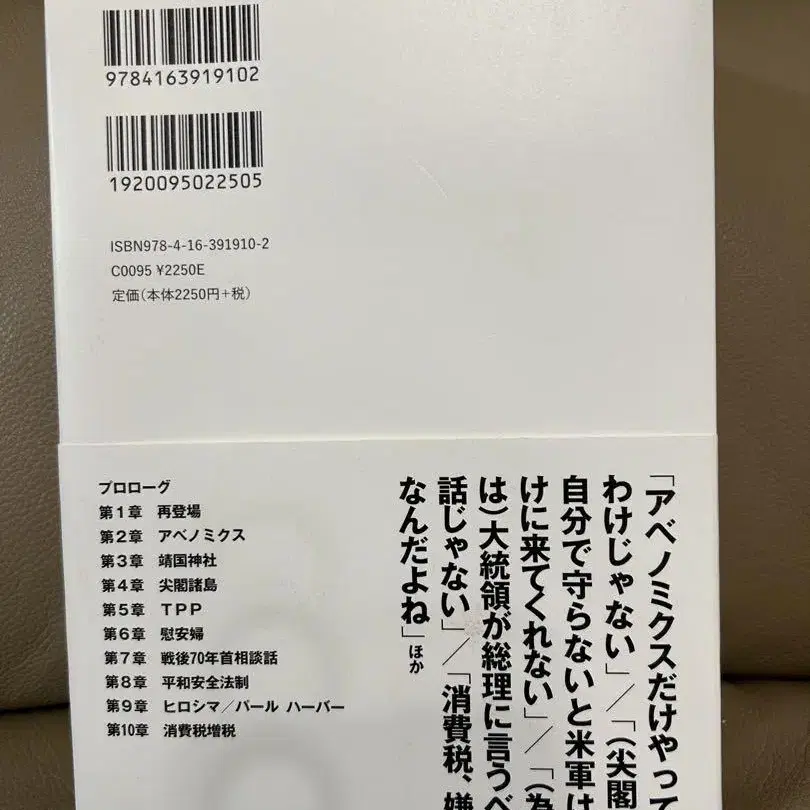 9784163919102
1920095022505
ISBN978-4-16-391910-2
C0095 ¥2250E
定価(本体2250円+税)
プロローグ
第1章 再登場
第2章 アベノミクス
第3章 靖国神社
第4章 尖閣諸島
第5章 TPP
第6章 慰安婦
第7章 戦後70年首相談話
第8章 平和安全法制
第9章 ヒロシマ/パール ハーバー
第10章 消費税増税
「アベノミクスだけやって
わけじゃない」/「(尖閣
自分で守らないと米軍は
けに来てくれない」/「(為
は)大統領が総理に言うべ
話じゃない」/「消費税、嫌
なんだよね」ほか